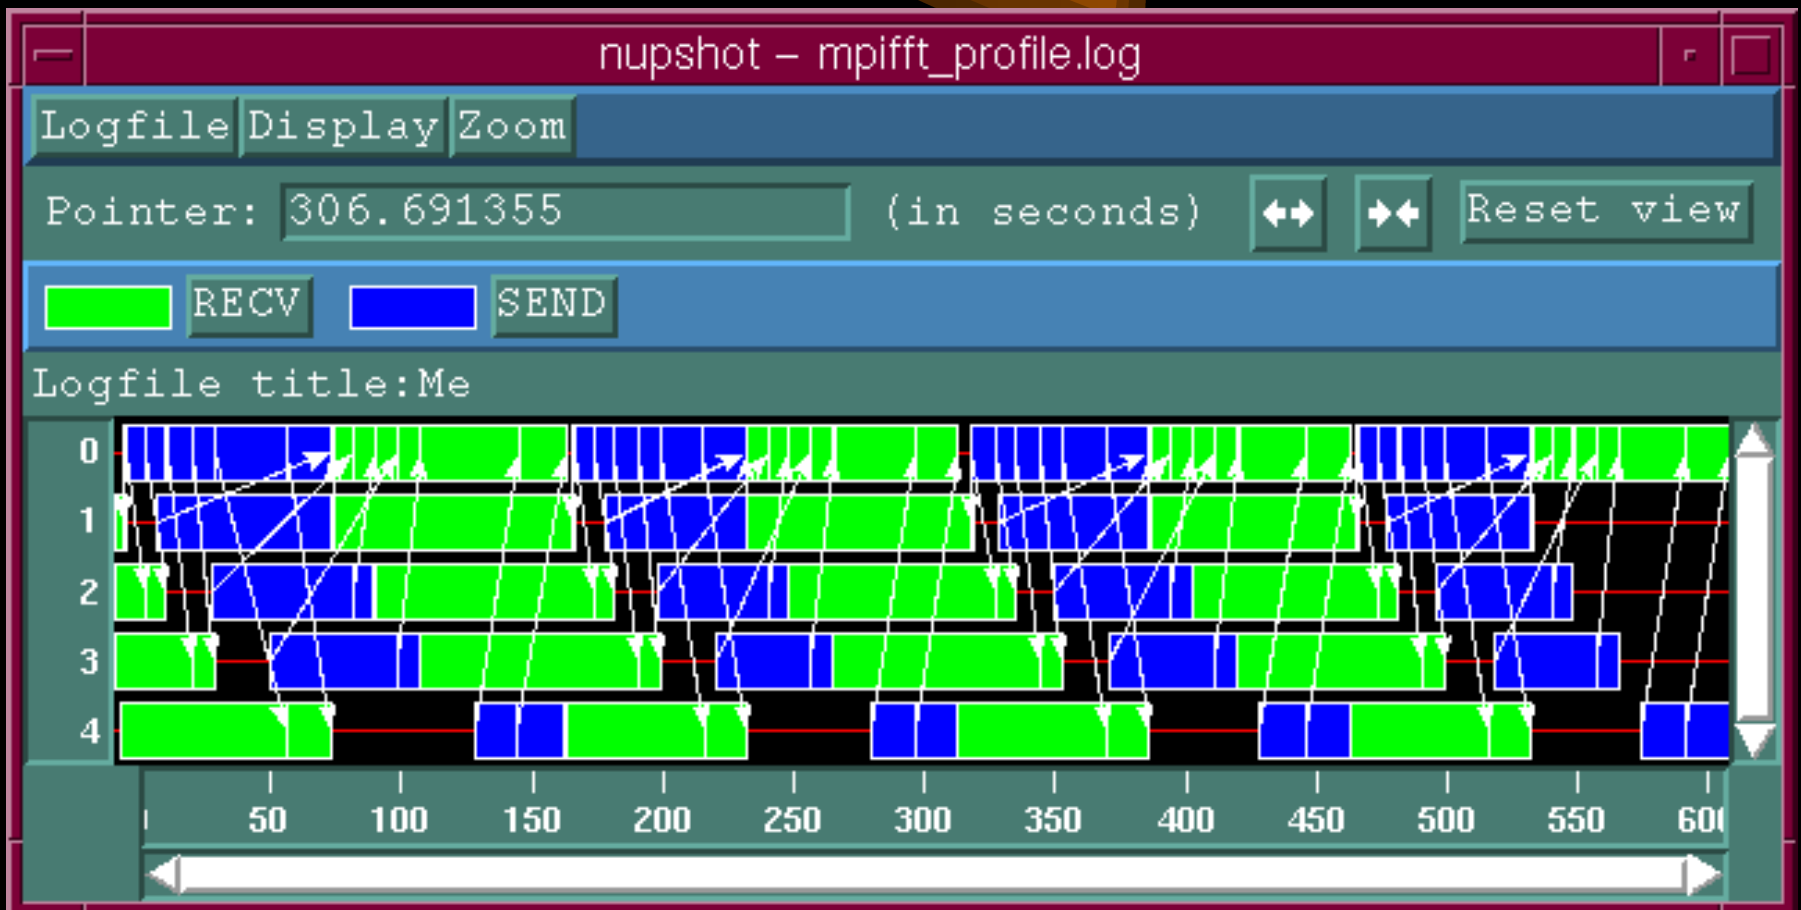 nupshot – mpifft_profile.log
Logfile Display Zoom
Pointer: 306.691355 (in seconds) Reset view
RECV SEND
Logfile title:Me
0
1
2
3
4
50 100 150 200 250 300 350 400 450 500 550 600